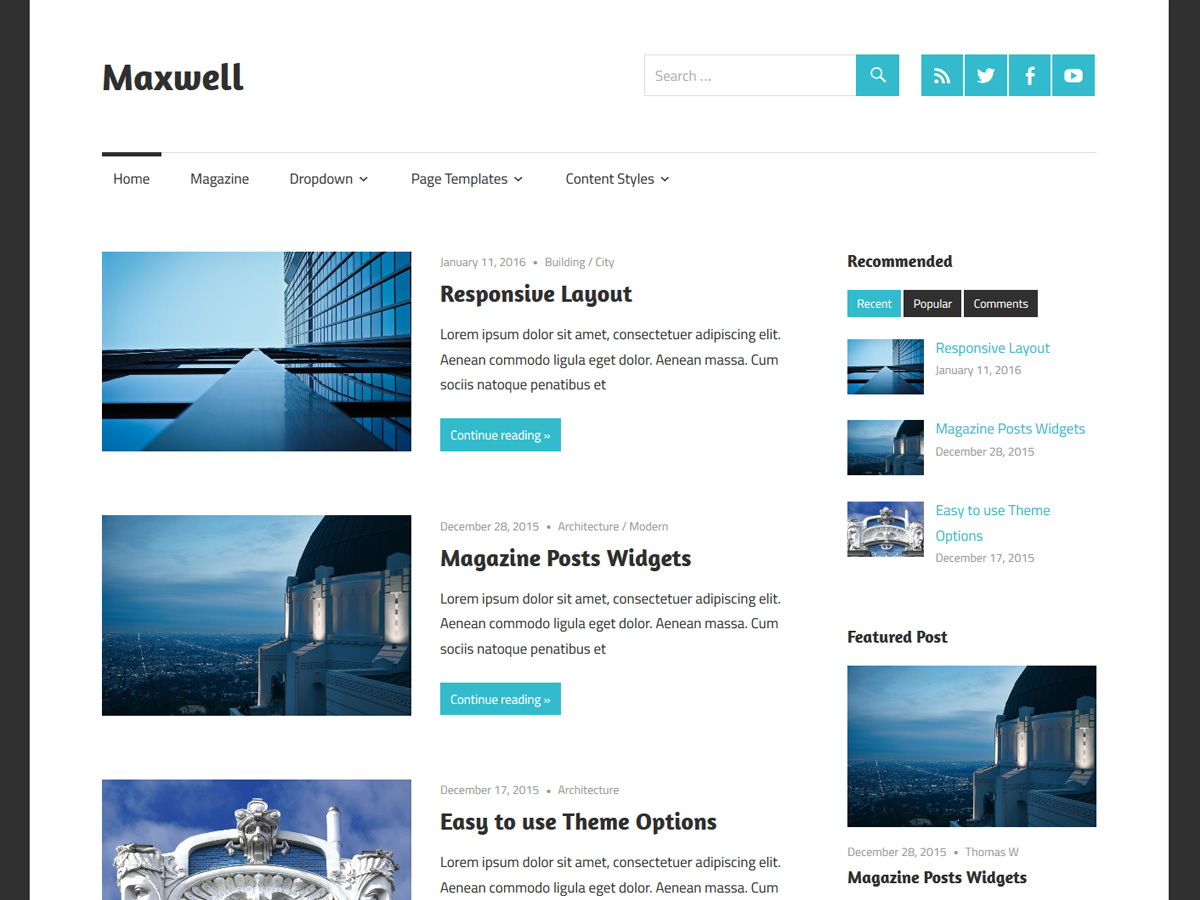 Maxwell
Search ...
Home
Magazine
Dropdown
Page Templates
Content Styles
January 11, 2016 • Building / City
Responsive Layout
Lorem ipsum dolor sit amet, consectetuer adipiscing elit.
Aenean commodo ligula eget dolor. Aenean massa. Cum
sociis natoque penatibus et
Continue reading »
December 28, 2015 • Architecture / Modern
Magazine Posts Widgets
Lorem ipsum dolor sit amet, consectetuer adipiscing elit.
Aenean commodo ligula eget dolor. Aenean massa. Cum
sociis natoque penatibus et
Continue reading »
December 17, 2015 • Architecture
Easy to use Theme Options
Lorem ipsum dolor sit amet, consectetuer adipiscing elit.
Aenean commodo ligula eget dolor. Aenean massa. Cum
Recommended
Recent
Popular
Comments
Responsive Layout
January 11, 2016
Magazine Posts Widgets
December 28, 2015
Easy to use Theme
Options
December 17, 2015
Featured Post
December 28, 2015 • Thomas W
Magazine Posts Widgets